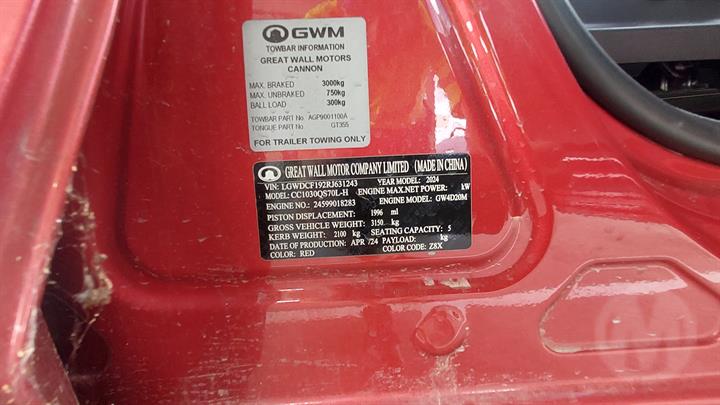 GWM
TOWBAR INFORMATION
GREAT WALL MOTORS
CANNON
MAX. BRAKED 3000kg
MAX. UNBRAKED 750kg
BALL LOAD 300kg
TOWBAR PART No. AGP9001100A
TONGUE PART No. GT355
FOR TRAILER TOWING ONLY
GREAT WALL MOTOR COMPANY LIMITED (MADE IN CHINA)
VIN: LGWDCF192RJ631243 YEAR MODEL: 2024
MODEL: CC1030QS70L-H ENGINE MAX.NET POWER: kW
ENGINE NO.: 24599018283 ENGINE MODEL: GW4D20M
PISTON DISPLACEMENT: 1996 ml
GROSS VEHICLE WEIGHT: 3150 kg
KERB WEIGHT: 2100 kg SEATING CAPACITY: 5
DATE OF PRODUCTION: APR /24 PAYLOAD: kg
COLOR: RED COLOR CODE: Z8X
M